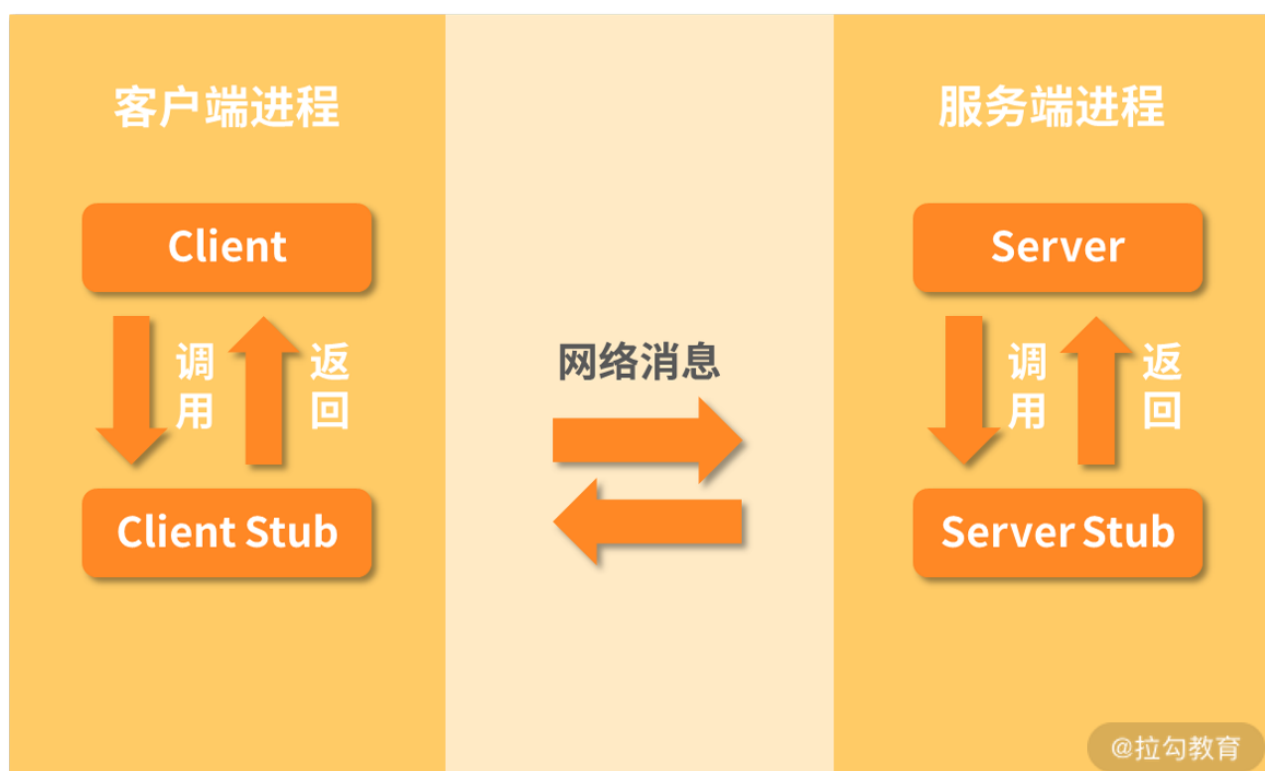 客户端进程
服务端进程
Client
Server
调用
返回
网络消息
调用
返回
Client Stub
Server Stub
@拉勾教育